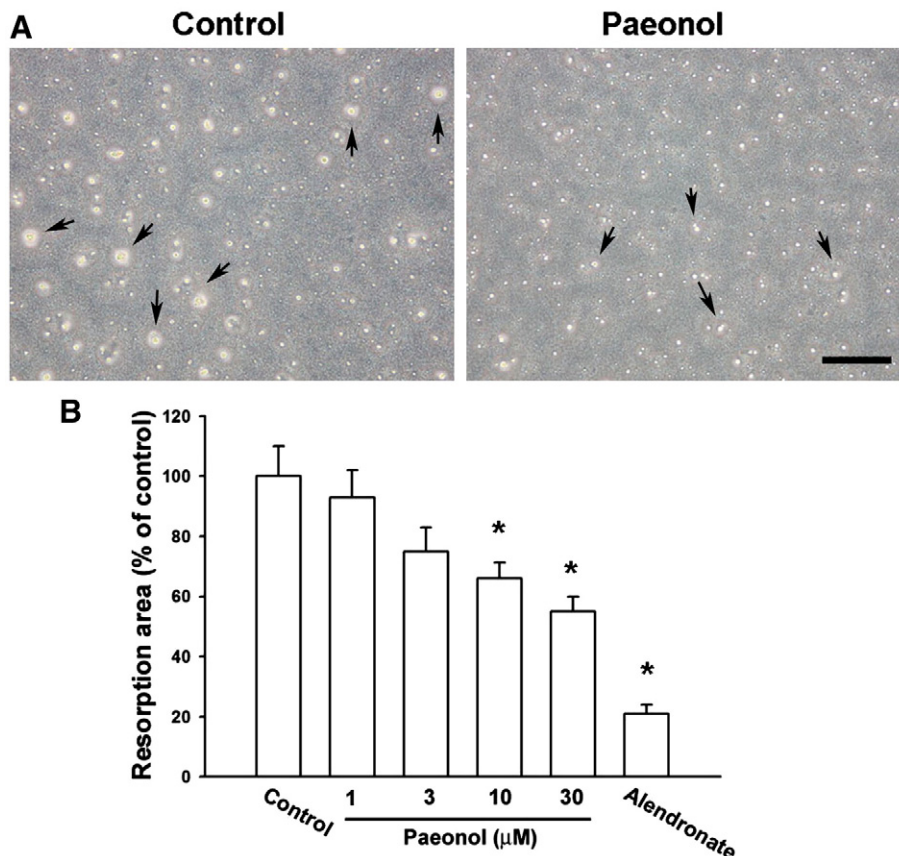 A
Control
Paeonol
B
Resorption area (% of control)
120
100
80
60
40
20
0
*
*
*
Control
1
3
10
30
Alendronate
Paeonol (μM)